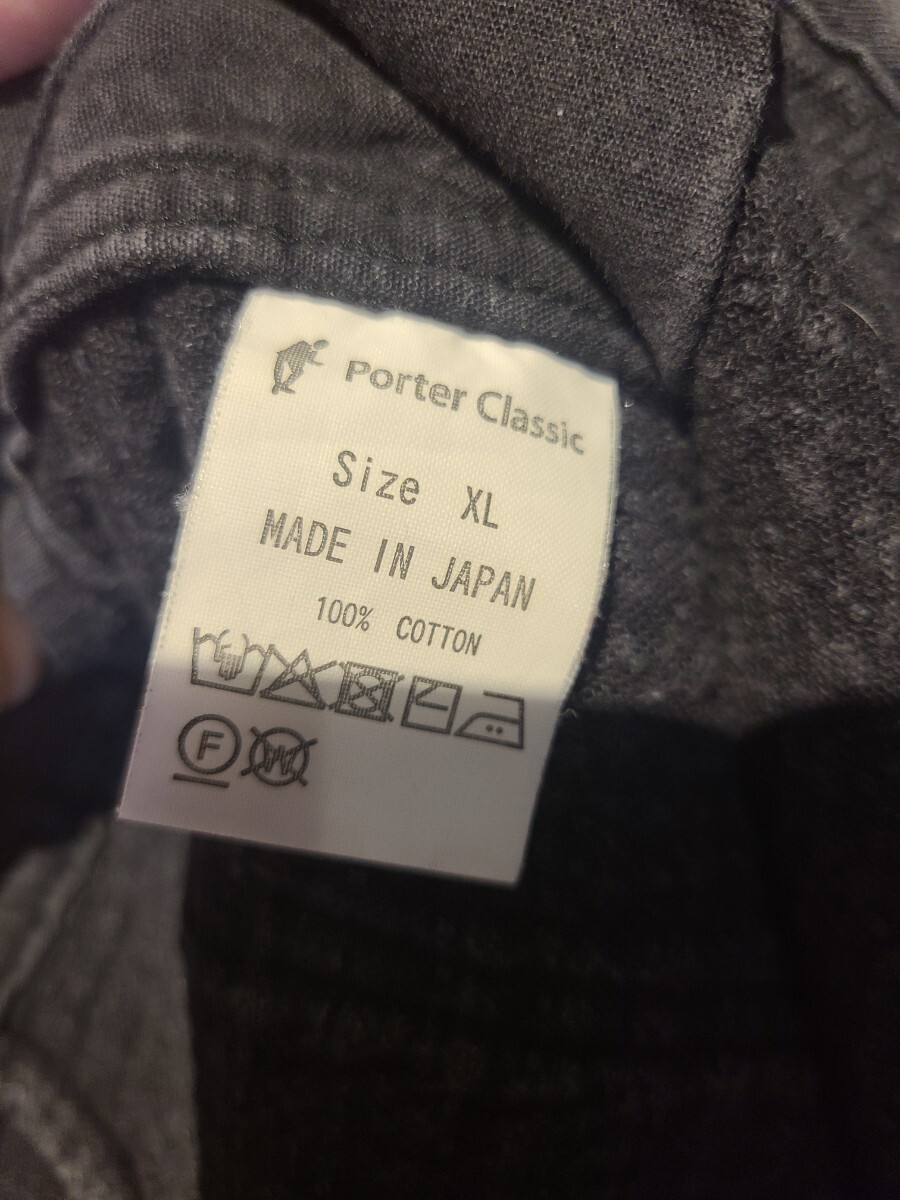 Porter Classic
Size XL
MADE IN JAPAN
100% COTTON
F W